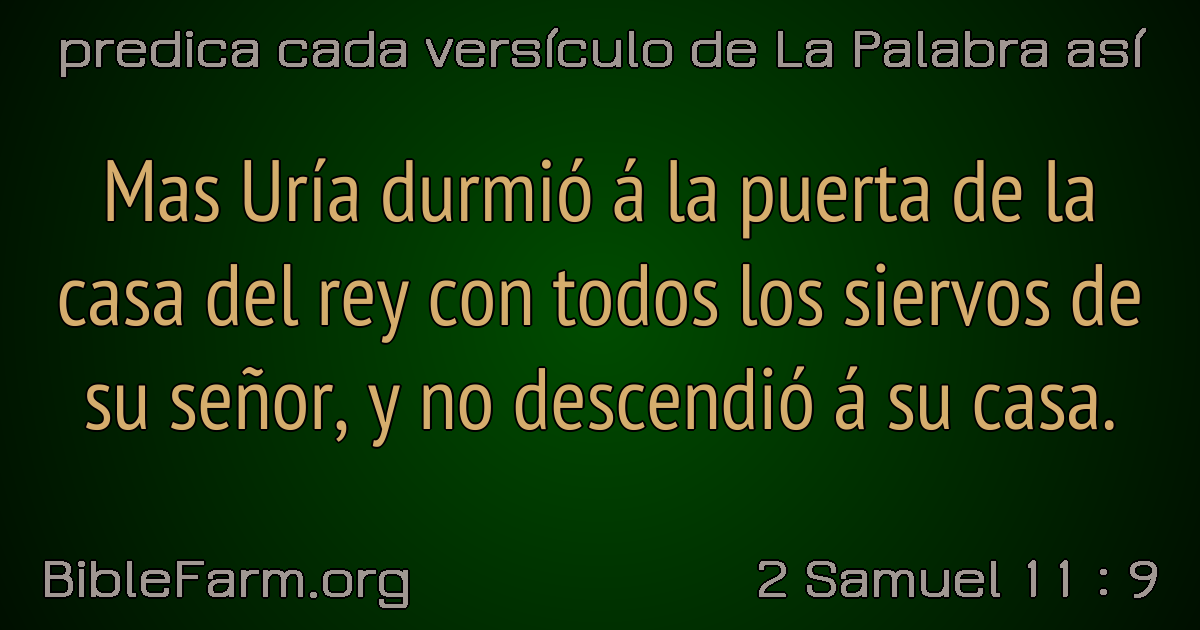 predica cada versículo de La Palabra así
Mas Uría durmió á la puerta de la
casa del rey con todos los siervos de
su señor, y no descendió á su casa.
BibleFarm.org
2 Samuel 11 : 9